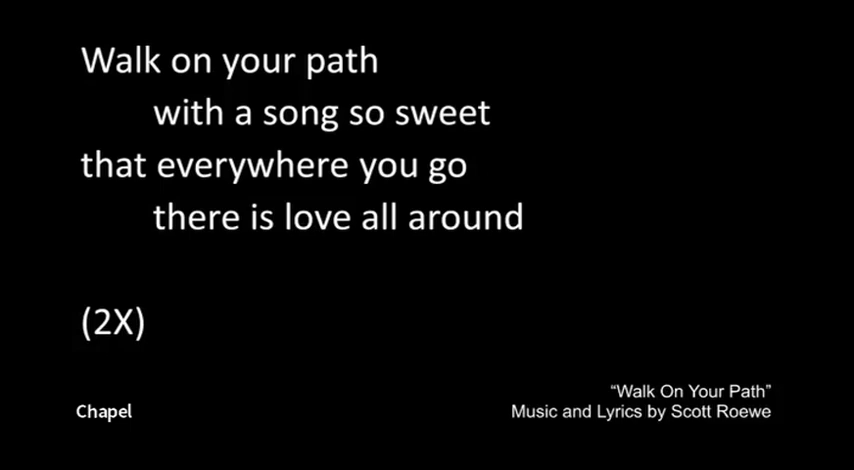 Walk on your path
with a song so sweet
that everywhere you go
there is love all around
(2X)
“Walk On Your Path”
Music and Lyrics by Scott Roewe
Chapel